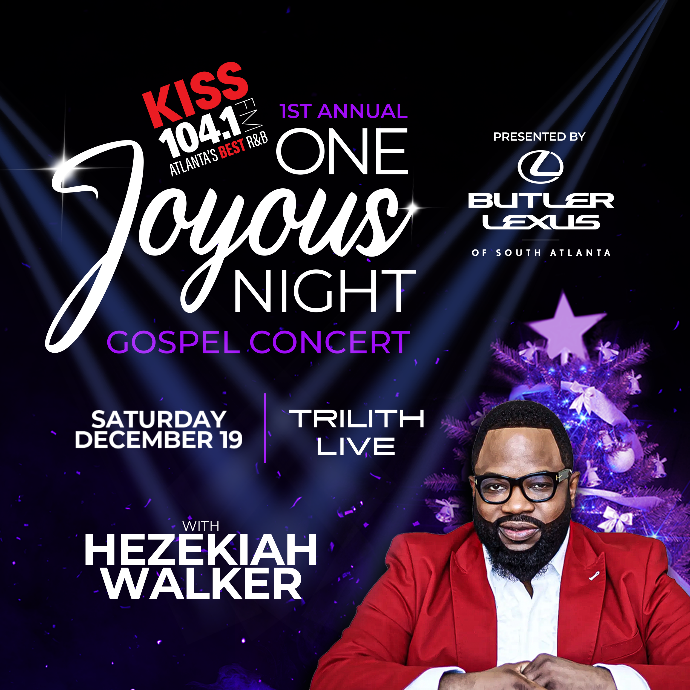 KISS
104.1 FM
ATLANTA'S BEST R&B
1ST ANNUAL
ONE
Joyous
NIGHT
GOSPEL CONCERT
PRESENTED BY
BUTLER
LEXUS
OF SOUTH ATLANTA
SATURDAY
DECEMBER 19
TRILITH
LIVE
WITH
HEZEKIAH
WALKER